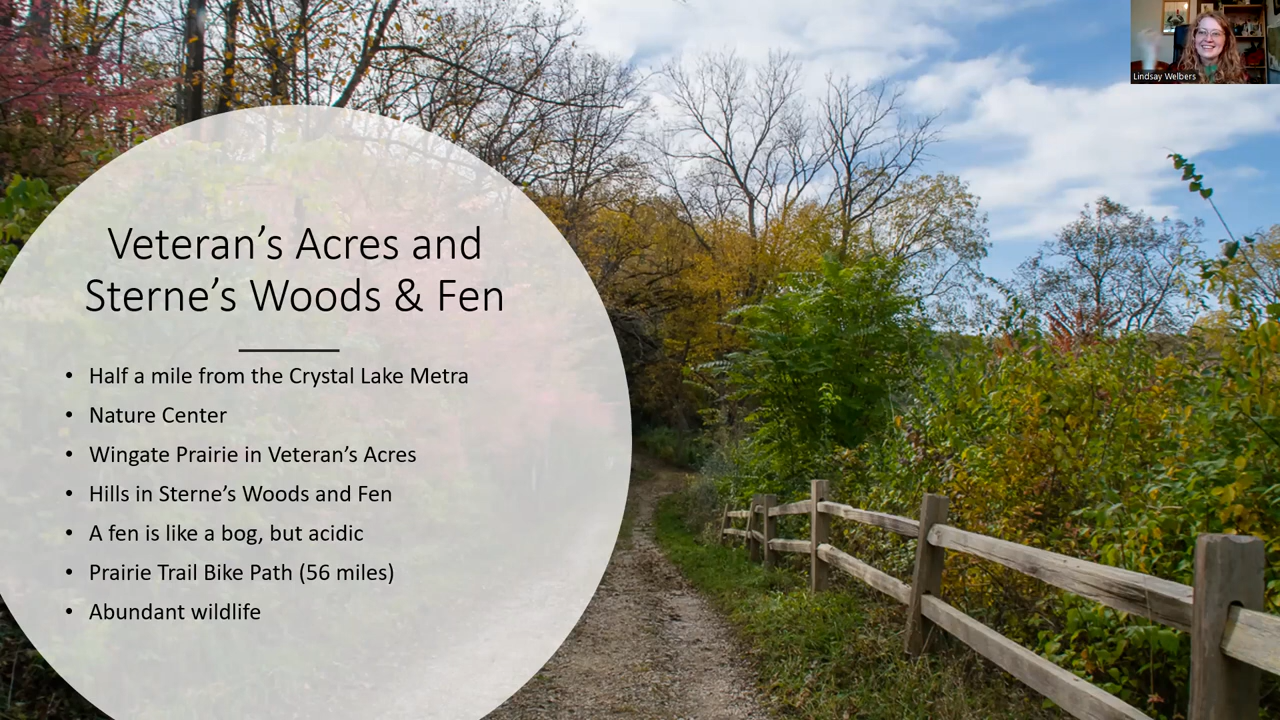 Lindsay Welbers
Veteran’s Acres and
Sterne’s Woods & Fen
• Half a mile from the Crystal Lake Metra
• Nature Center
• Wingate Prairie in Veteran’s Acres
• Hills in Sterne’s Woods and Fen
• A fen is like a bog, but acidic
• Prairie Trail Bike Path (56 miles)
• Abundant wildlife